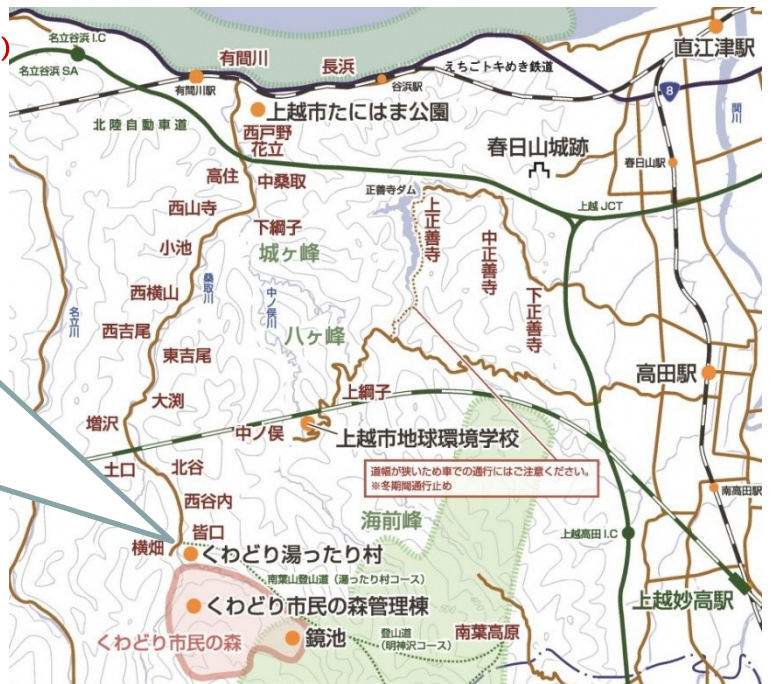 )
名立谷浜 I.C
名立谷浜 SA
有間川
有間川駅
長浜
谷浜駅
えちごトキめき鉄道
直江津駅
8
関川
上越市たにはま公園
北陸自動車道
西戸野
花立
春日山城跡
春日山駅
高住
中桑取
正善寺ダム
上越 JCT
西山寺
下綱子
上正善寺
中正善寺
下正善寺
小池
城ヶ峰
桑取川
中ノ俣川
西横山
名立川
西吉尾
八ヶ峰
東吉尾
高田駅
大渕
上綱子
増沢
中ノ俣
上越市地球環境学校
土口
北谷
道幅が狭いため車での通行にはご注意ください。
※冬期間通行止め
南高田駅
西谷内
海前峰
皆口
横畑
くわどり湯ったり村
上越高田 I.C
南葉山登山道(湯ったり村コース)
上越妙高駅
くわどり市民の森管理棟
くわどり市民の森
鏡池
登山道
(明神沢コース)
南葉高原